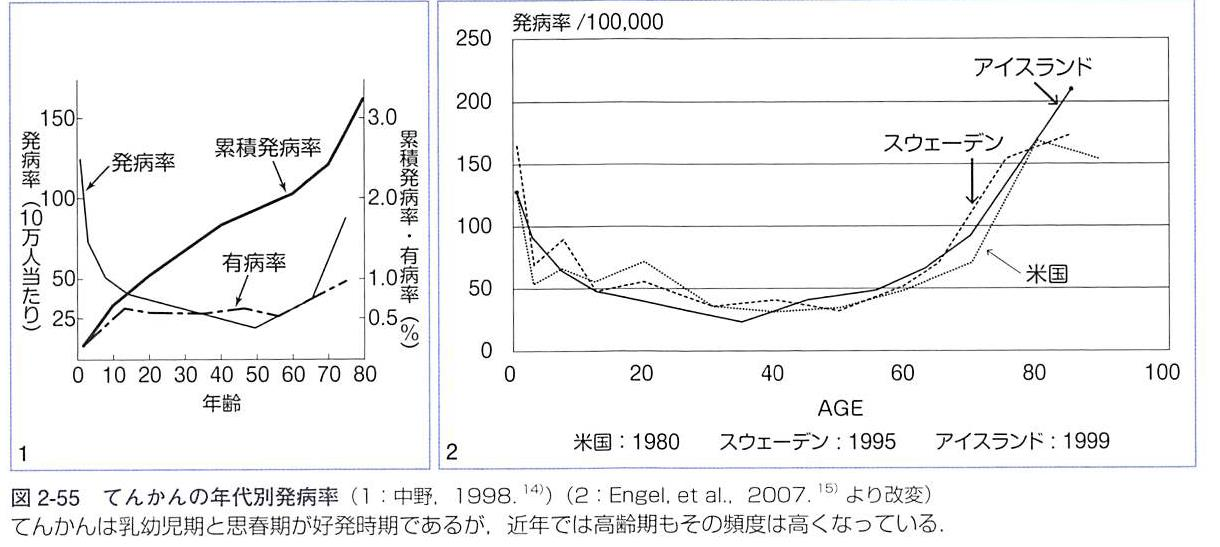 発病率(10万人当たり)
150
100
50
25
発病率
累積発病率
有病率
3.0
2.0
1.0
0.5
累積発病率・有病率(%)
0 10 20 30 40 50 60 70 80
年齢
1
発病率 /100,000
250
200
150
100
50
0
アイスランド
スウェーデン
米国
0 20 40 60 80 100
AGE
米国:1980 スウェーデン:1995 アイスランド:1999
2
図 2-55 てんかんの年代別発病率(1:中野, 1998.14))(2:Engel, et al., 2007.15) より改変)
てんかんは乳幼児期と思春期が好発時期であるが, 近年では高齢期もその頻度は高くなっている.